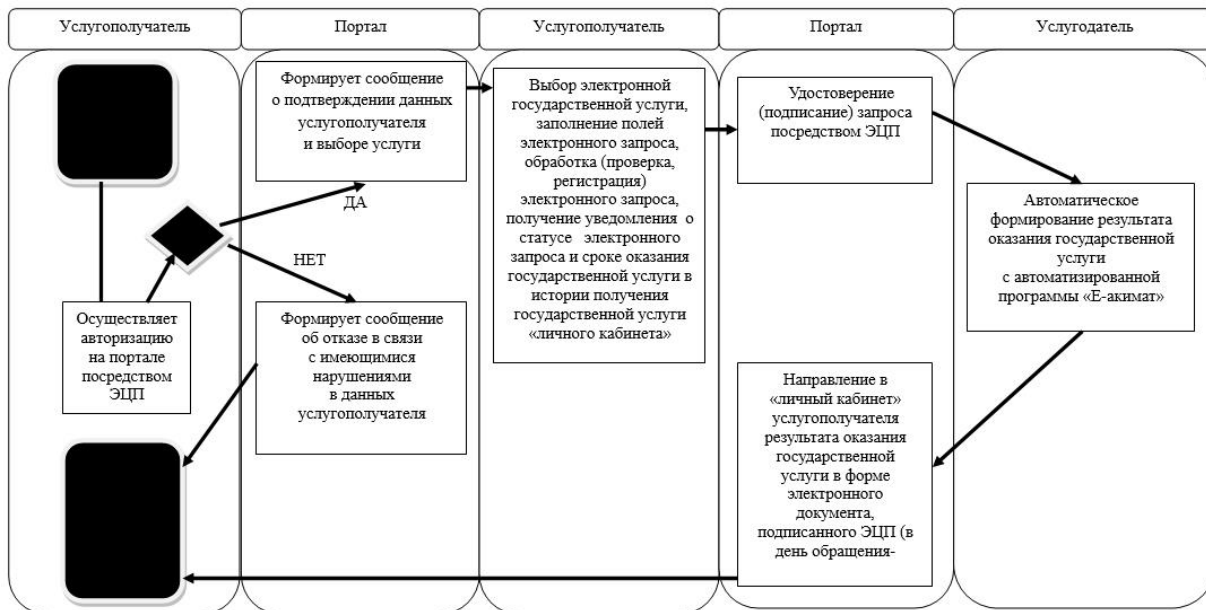 Услугополучатель
Портал
Услугополучатель
Портал
Услугодатель
Осуществляет
авторизацию
на портале
посредством
ЭЦП
Формирует сообщение
о подтверждении данных
услугополучателя
и выборе услуги
ДА
НЕТ
Формирует сообщение
об отказе в связи
с имеющимися
нарушениями
в данных
услугополучателя
Выбор электронной
государственной услуги,
заполнение полей
электронного запроса,
обработка (проверка,
регистрация)
электронного запроса,
получение уведомления о
статусе электронного
запроса и сроке оказания
государственной услуги в
истории получения
государственной услуги
«личного кабинета»
Удостоверение
(подписание) запроса
посредством ЭЦП
Автоматическое
формирование результата
оказания государственной
услуги
с автоматизированной
программы «Е-акимат»
Направление в
«личный кабинет»
услугополучателя
результата оказания
государственной
услуги в форме
электронного
документа,
подписанного ЭЦП (в
день обращения-